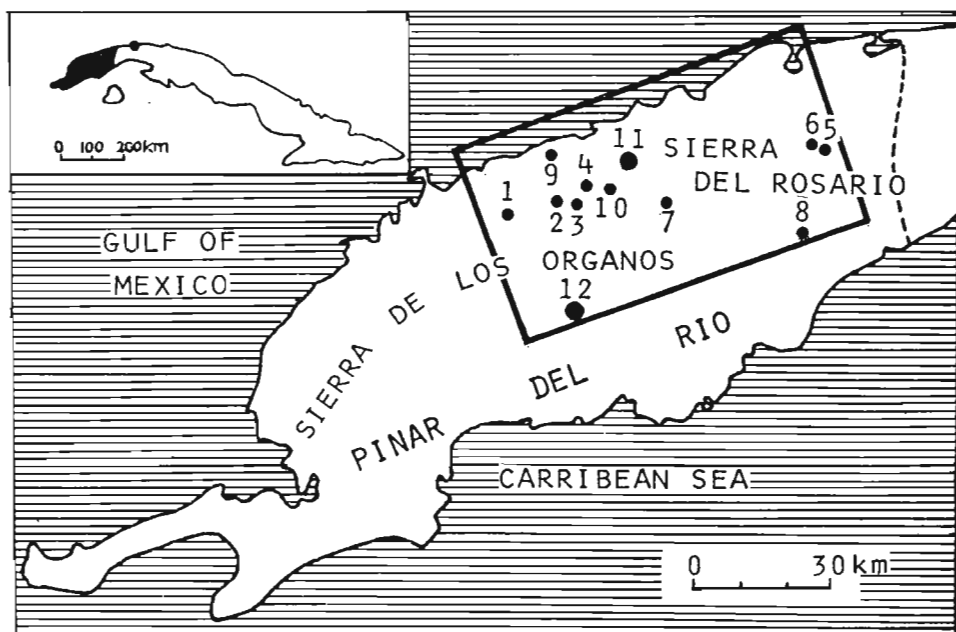 0 100 200km
11
SIERRA
6 5
9
4
DEL ROSARIO
1
2
3
10
7
8
GULF OF
MEXICO
SIERRA DE LOS ORGANOS
12
PINAR DEL RIO
CARRIBEAN SEA
0 30km